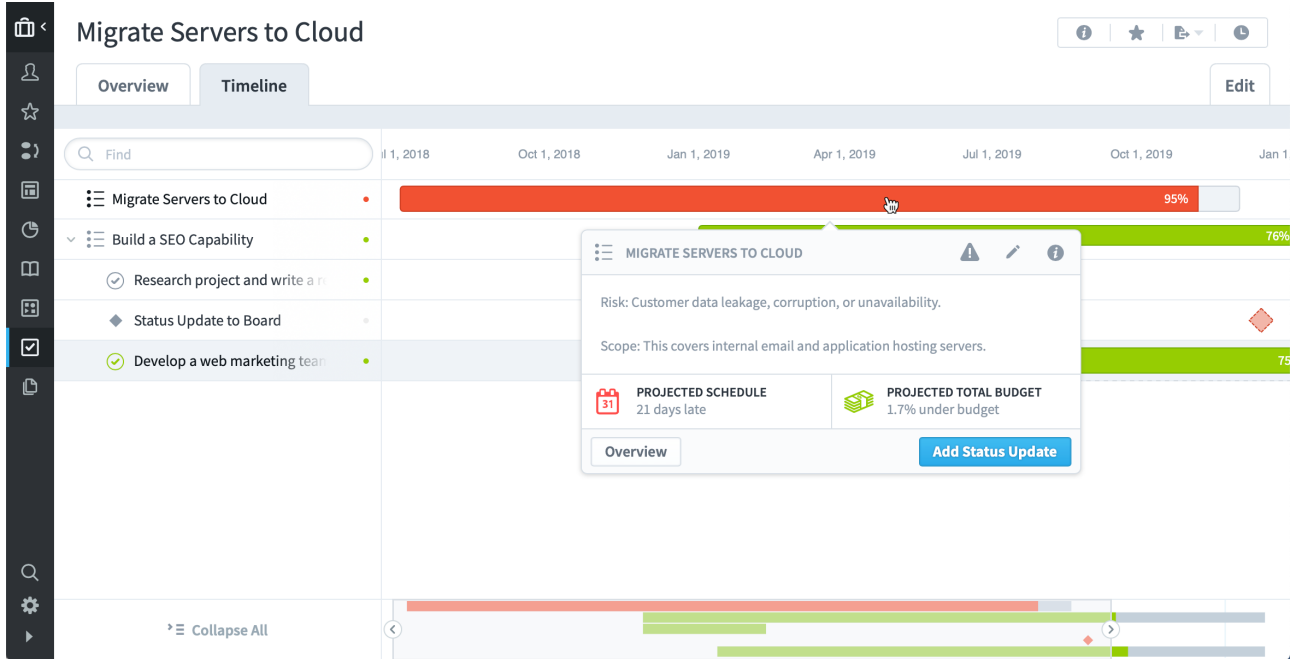 Migrate Servers to Cloud
Overview
Timeline
Edit
Find
l 1, 2018
Oct 1, 2018
Jan 1, 2019
Apr 1, 2019
Jul 1, 2019
Oct 1, 2019
Jan 1
Migrate Servers to Cloud
95%
Build a SEO Capability
76%
MIGRATE SERVERS TO CLOUD
Research project and write a r
Risk: Customer data leakage, corruption, or unavailability.
Status Update to Board
Scope: This covers internal email and application hosting servers.
Develop a web marketing tean
75
31
PROJECTED SCHEDULE
21 days late
PROJECTED TOTAL BUDGET
1.7% under budget
Overview
Add Status Update
Collapse All